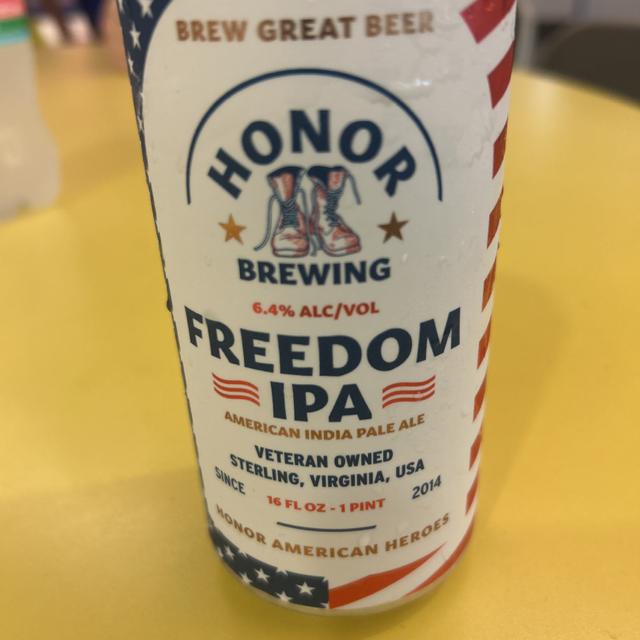 BREW GREAT BEER
HONOR
BREWING
6.4% ALC/VOL
FREEDOM
IPA
AMERICAN INDIA PALE ALE
VETERAN OWNED
STERLING, VIRGINIA, USA
SINCE 2014
16 FL OZ - 1 PINT
HONOR AMERICAN HEROES